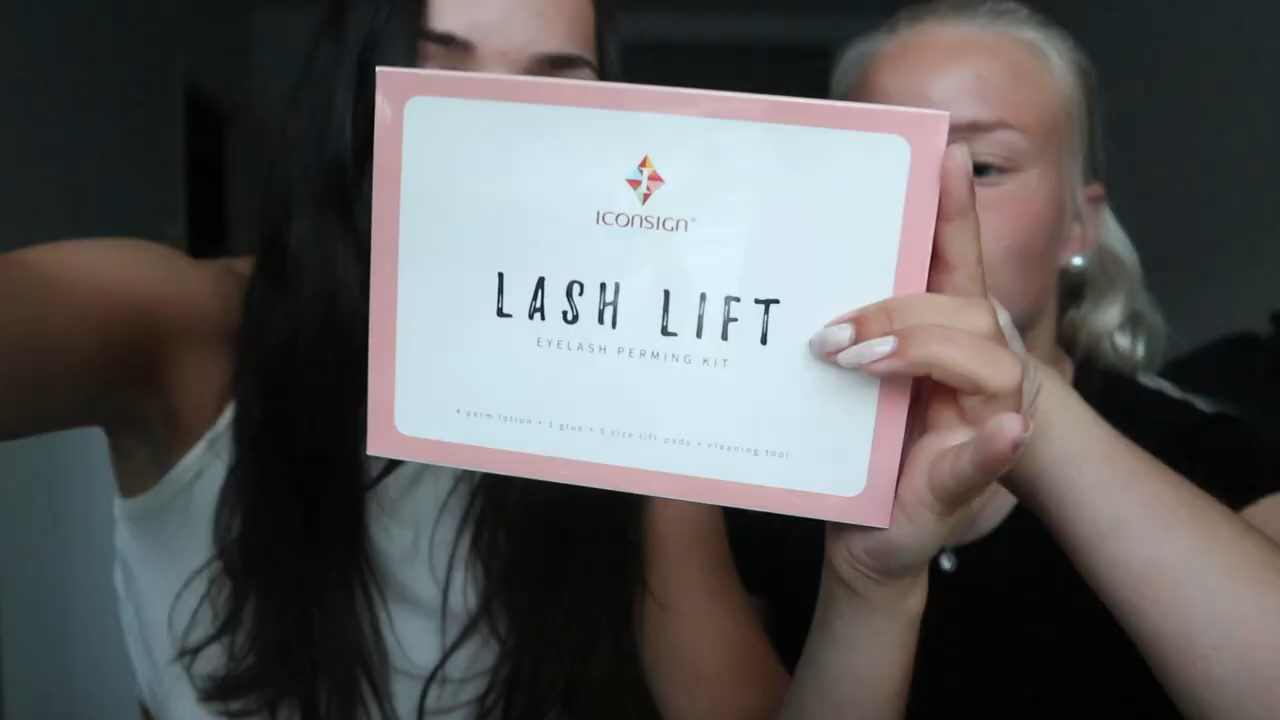 ICONSIGN®
LASH LIFT
EYELASH PERMING KIT
4 perm lotion + 1 glue + 5 size lift pads + cleaning tool